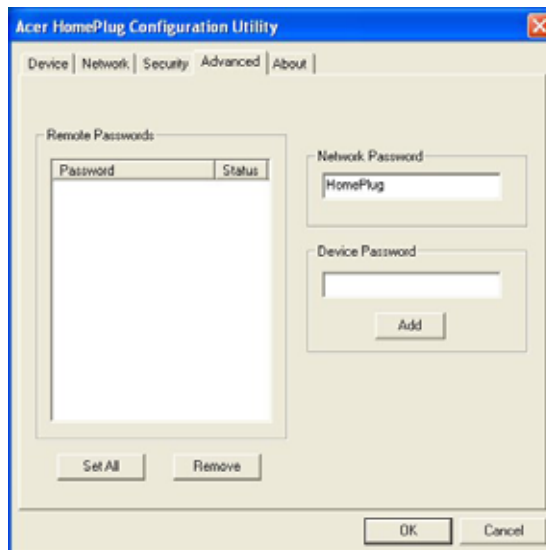 Acer HomePlug Configuration Utility
Device Network Security Advanced About
Remote Passwords
Password Status
Network Password
HomePlug
Device Password
Add
Set All Remove
OK Cancel